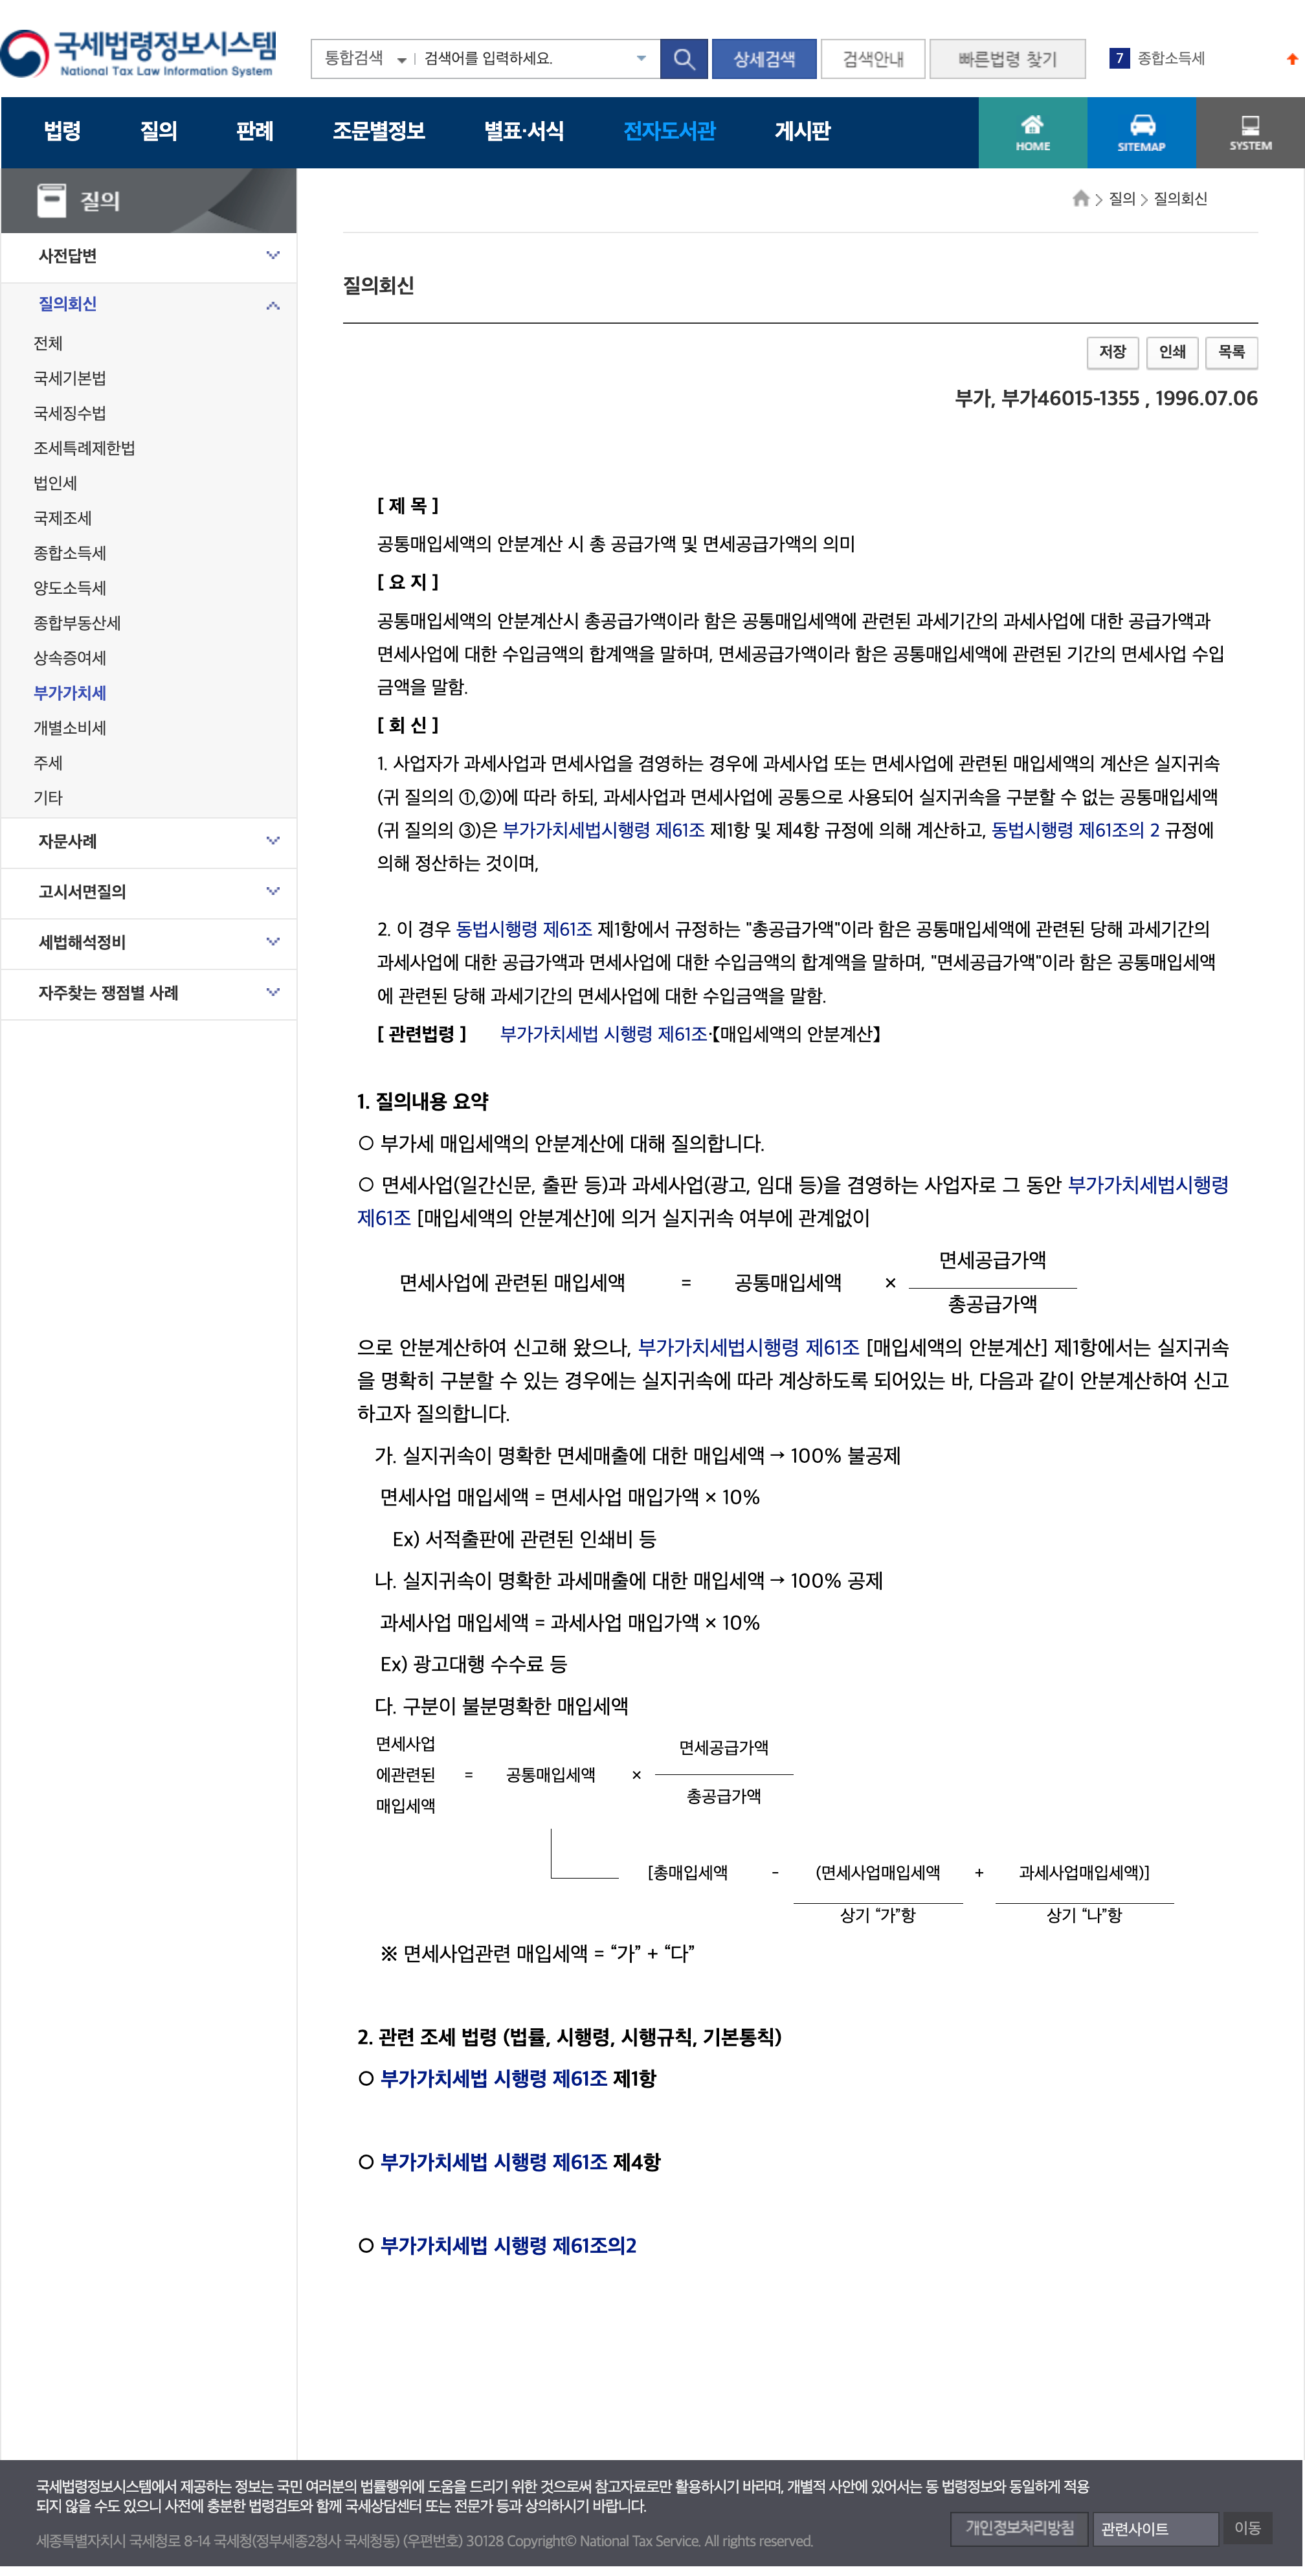 국세법령정보시스템
National Tax Law Information System
통합검색 검색어를 입력하세요. 상세검색 검색안내 빠른법령 찾기 7 종합소득세
법령 질의 판례 조문별정보 별표·서식 전자도서관 게시판 HOME SITEMAP SYSTEM
질의
사전답변
질의회신
전체
국세기본법
국세징수법
조세특례제한법
법인세
국제조세
종합소득세
양도소득세
종합부동산세
상속증여세
부가가치세
개별소비세
주세
기타
자문사례
고시서면질의
세법해석정비
자주찾는 쟁점별 사례
> 질의 > 질의회신
질의회신
저장 인쇄 목록
부가, 부가46015-1355 , 1996.07.06
[ 제 목 ]
공통매입세액의 안분계산 시 총 공급가액 및 면세공급가액의 의미
[ 요 지 ]
공통매입세액의 안분계산시 총공급가액이라 함은 공통매입세액에 관련된 과세기간의 과세사업에 대한 공급가액과
면세사업에 대한 수입금액의 합계액을 말하며, 면세공급가액이라 함은 공통매입세액에 관련된 기간의 면세사업 수입
금액을 말함.
[ 회 신 ]
1. 사업자가 과세사업과 면세사업을 겸영하는 경우에 과세사업 또는 면세사업에 관련된 매입세액의 계산은 실지귀속
(귀 질의의 ①,②)에 따라 하되, 과세사업과 면세사업에 공통으로 사용되어 실지귀속을 구분할 수 없는 공통매입세액
(귀 질의의 ③)은 부가가치세법시행령 제61조 제1항 및 제4항 규정에 의해 계산하고, 동법시행령 제61조의 2 규정에
의해 정산하는 것이며,
2. 이 경우 동법시행령 제61조 제1항에서 규정하는 "총공급가액"이라 함은 공통매입세액에 관련된 당해 과세기간의
과세사업에 대한 공급가액과 면세사업에 대한 수입금액의 합계액을 말하며, "면세공급가액"이라 함은 공통매입세액
에 관련된 당해 과세기간의 면세사업에 대한 수입금액을 말함.
[ 관련법령 ] 부가가치세법 시행령 제61조·【매입세액의 안분계산】
1. 질의내용 요약
○ 부가세 매입세액의 안분계산에 대해 질의합니다.
○ 면세사업(일간신문, 출판 등)과 과세사업(광고, 임대 등)을 겸영하는 사업자로 그 동안 부가가치세법시행령
제61조 [매입세액의 안분계산]에 의거 실지귀속 여부에 관계없이
면세공급가액
면세사업에 관련된 매입세액 = 공통매입세액 ×
총공급가액
으로 안분계산하여 신고해 왔으나, 부가가치세법시행령 제61조 [매입세액의 안분계산] 제1항에서는 실지귀속
을 명확히 구분할 수 있는 경우에는 실지귀속에 따라 계상하도록 되어있는 바, 다음과 같이 안분계산하여 신고
하고자 질의합니다.
가. 실지귀속이 명확한 면세매출에 대한 매입세액 → 100% 불공제
면세사업 매입세액 = 면세사업 매입가액 × 10%
Ex) 서적출판에 관련된 인쇄비 등
나. 실지귀속이 명확한 과세매출에 대한 매입세액 → 100% 공제
과세사업 매입세액 = 과세사업 매입가액 × 10%
Ex) 광고대행 수수료 등
다. 구분이 불분명확한 매입세액
면세사업 면세공급가액
에관련된 = 공통매입세액 ×
매입세액 총공급가액
[총매입세액 - (면세사업매입세액 + 과세사업매입세액)]
상기 “가”항 상기 “나”항
※ 면세사업관련 매입세액 = “가” + “다”
2. 관련 조세 법령 (법률, 시행령, 시행규칙, 기본통칙)
○ 부가가치세법 시행령 제61조 제1항
○ 부가가치세법 시행령 제61조 제4항
○ 부가가치세법 시행령 제61조의2
국세법령정보시스템에서 제공하는 정보는 국민 여러분의 법률행위에 도움을 드리기 위한 것으로써 참고자료로만 활용하시기 바라며, 개별적 사안에 있어서는 동 법령정보와 동일하게 적용
되지 않을 수도 있으니 사전에 충분한 법령검토와 함께 국세상담센터 또는 전문가 등과 상의하시기 바랍니다.
세종특별자치시 국세청로 8-14 국세청(정부세종2청사 국세청동) (우편번호) 30128 Copyright© National Tax Service. All rights reserved.
개인정보처리방침 관련사이트 이동